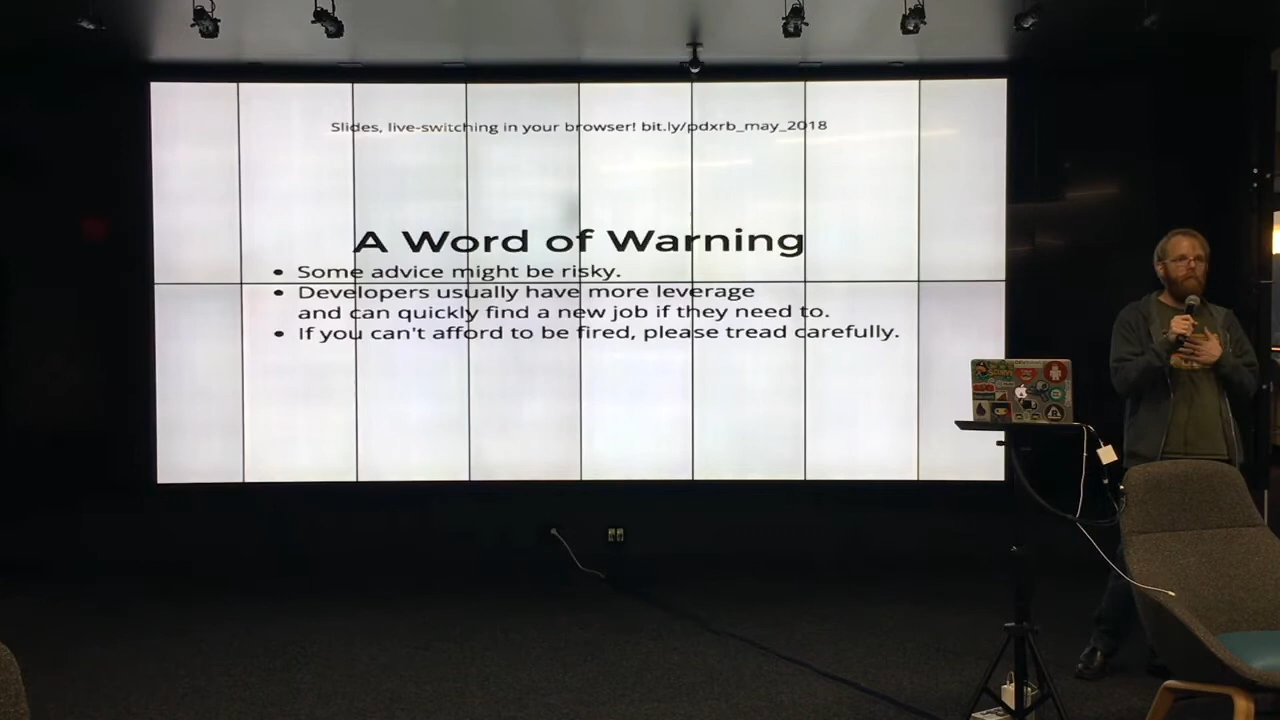 Slides, live-switching in your browser! bit.ly/pdxrb_may_2018
A Word of Warning
• Some advice might be risky.
• Developers usually have more leverage
and can quickly find a new job if they need to.
• If you can't afford to be fired, please tread carefully.